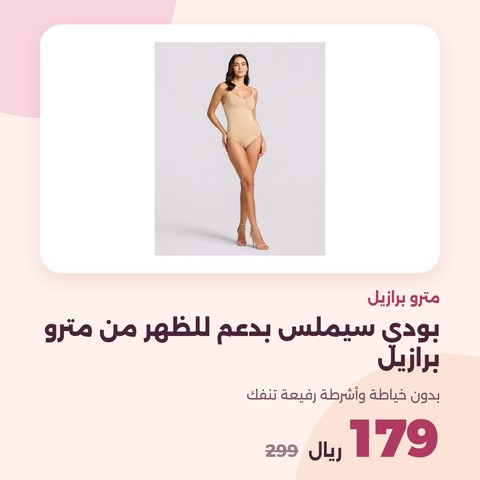 مترو برازيل
بودي سيملس بدعم للظهر من مترو
برازيل
بدون خياطة وأشرطة رفيعة تنفك
179 ريال 299